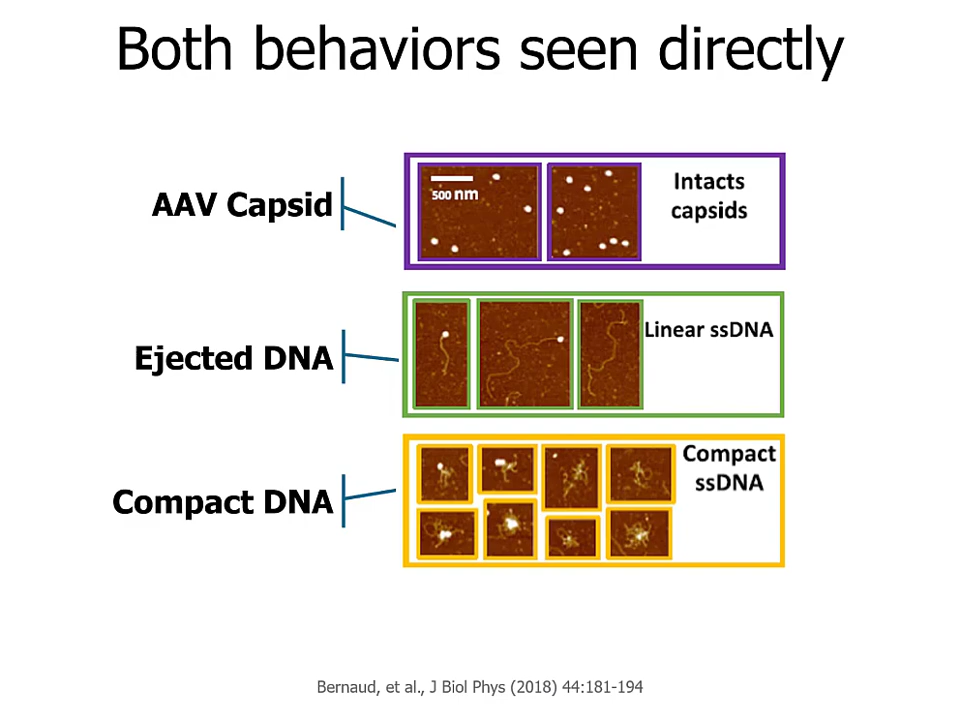 Both behaviors seen directly
AAV Capsid
500 nm
Intacts
capsids
Ejected DNA
Linear ssDNA
Compact DNA
Compact
ssDNA
Bernaud, et al., J Biol Phys (2018) 44:181-194